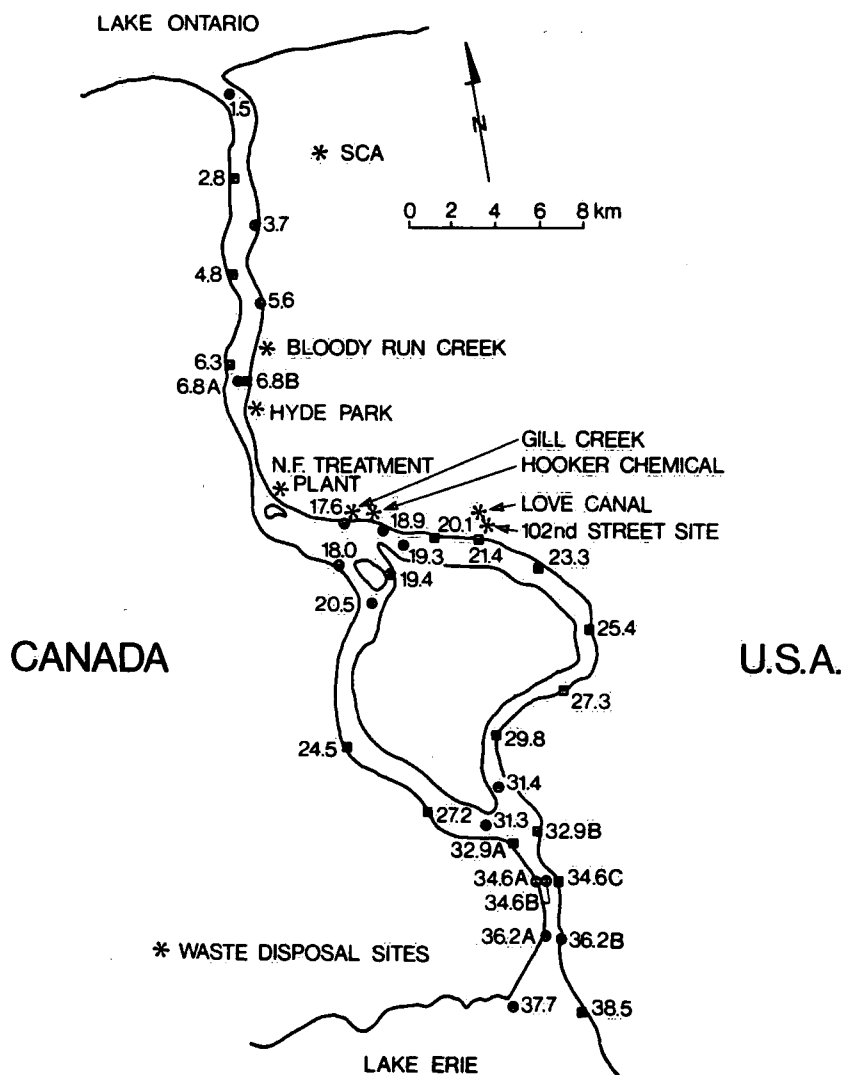 LAKE ONTARIO
1.5
* SCA
N
2.8
0 2 4 6 8 km
3.7
4.8
5.6
* BLOODY RUN CREEK
6.3
6.8A
6.8B
* HYDE PARK
GILL CREEK
N.F. TREATMENT
* PLANT
HOOKER CHEMICAL
LOVE CANAL
17.6
18.9
20.1
102nd STREET SITE
18.0
19.3
21.4
23.3
19.4
20.5
25.4
CANADA
U.S.A.
27.3
24.5
29.8
31.4
27.2
31.3
32.9B
32.9A
34.6A
34.6C
34.6B
36.2A
36.2B
* WASTE DISPOSAL SITES
37.7
38.5
LAKE ERIE